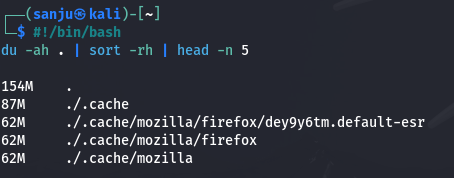 ┌──(sanju㉿kali)-[~]
└─$ #!/bin/bash
du -ah . | sort -rh | head -n 5
154M    .
87M     ./.cache
62M     ./.cache/mozilla/firefox/dey9y6tm.default-esr
62M     ./.cache/mozilla/firefox
62M     ./.cache/mozilla